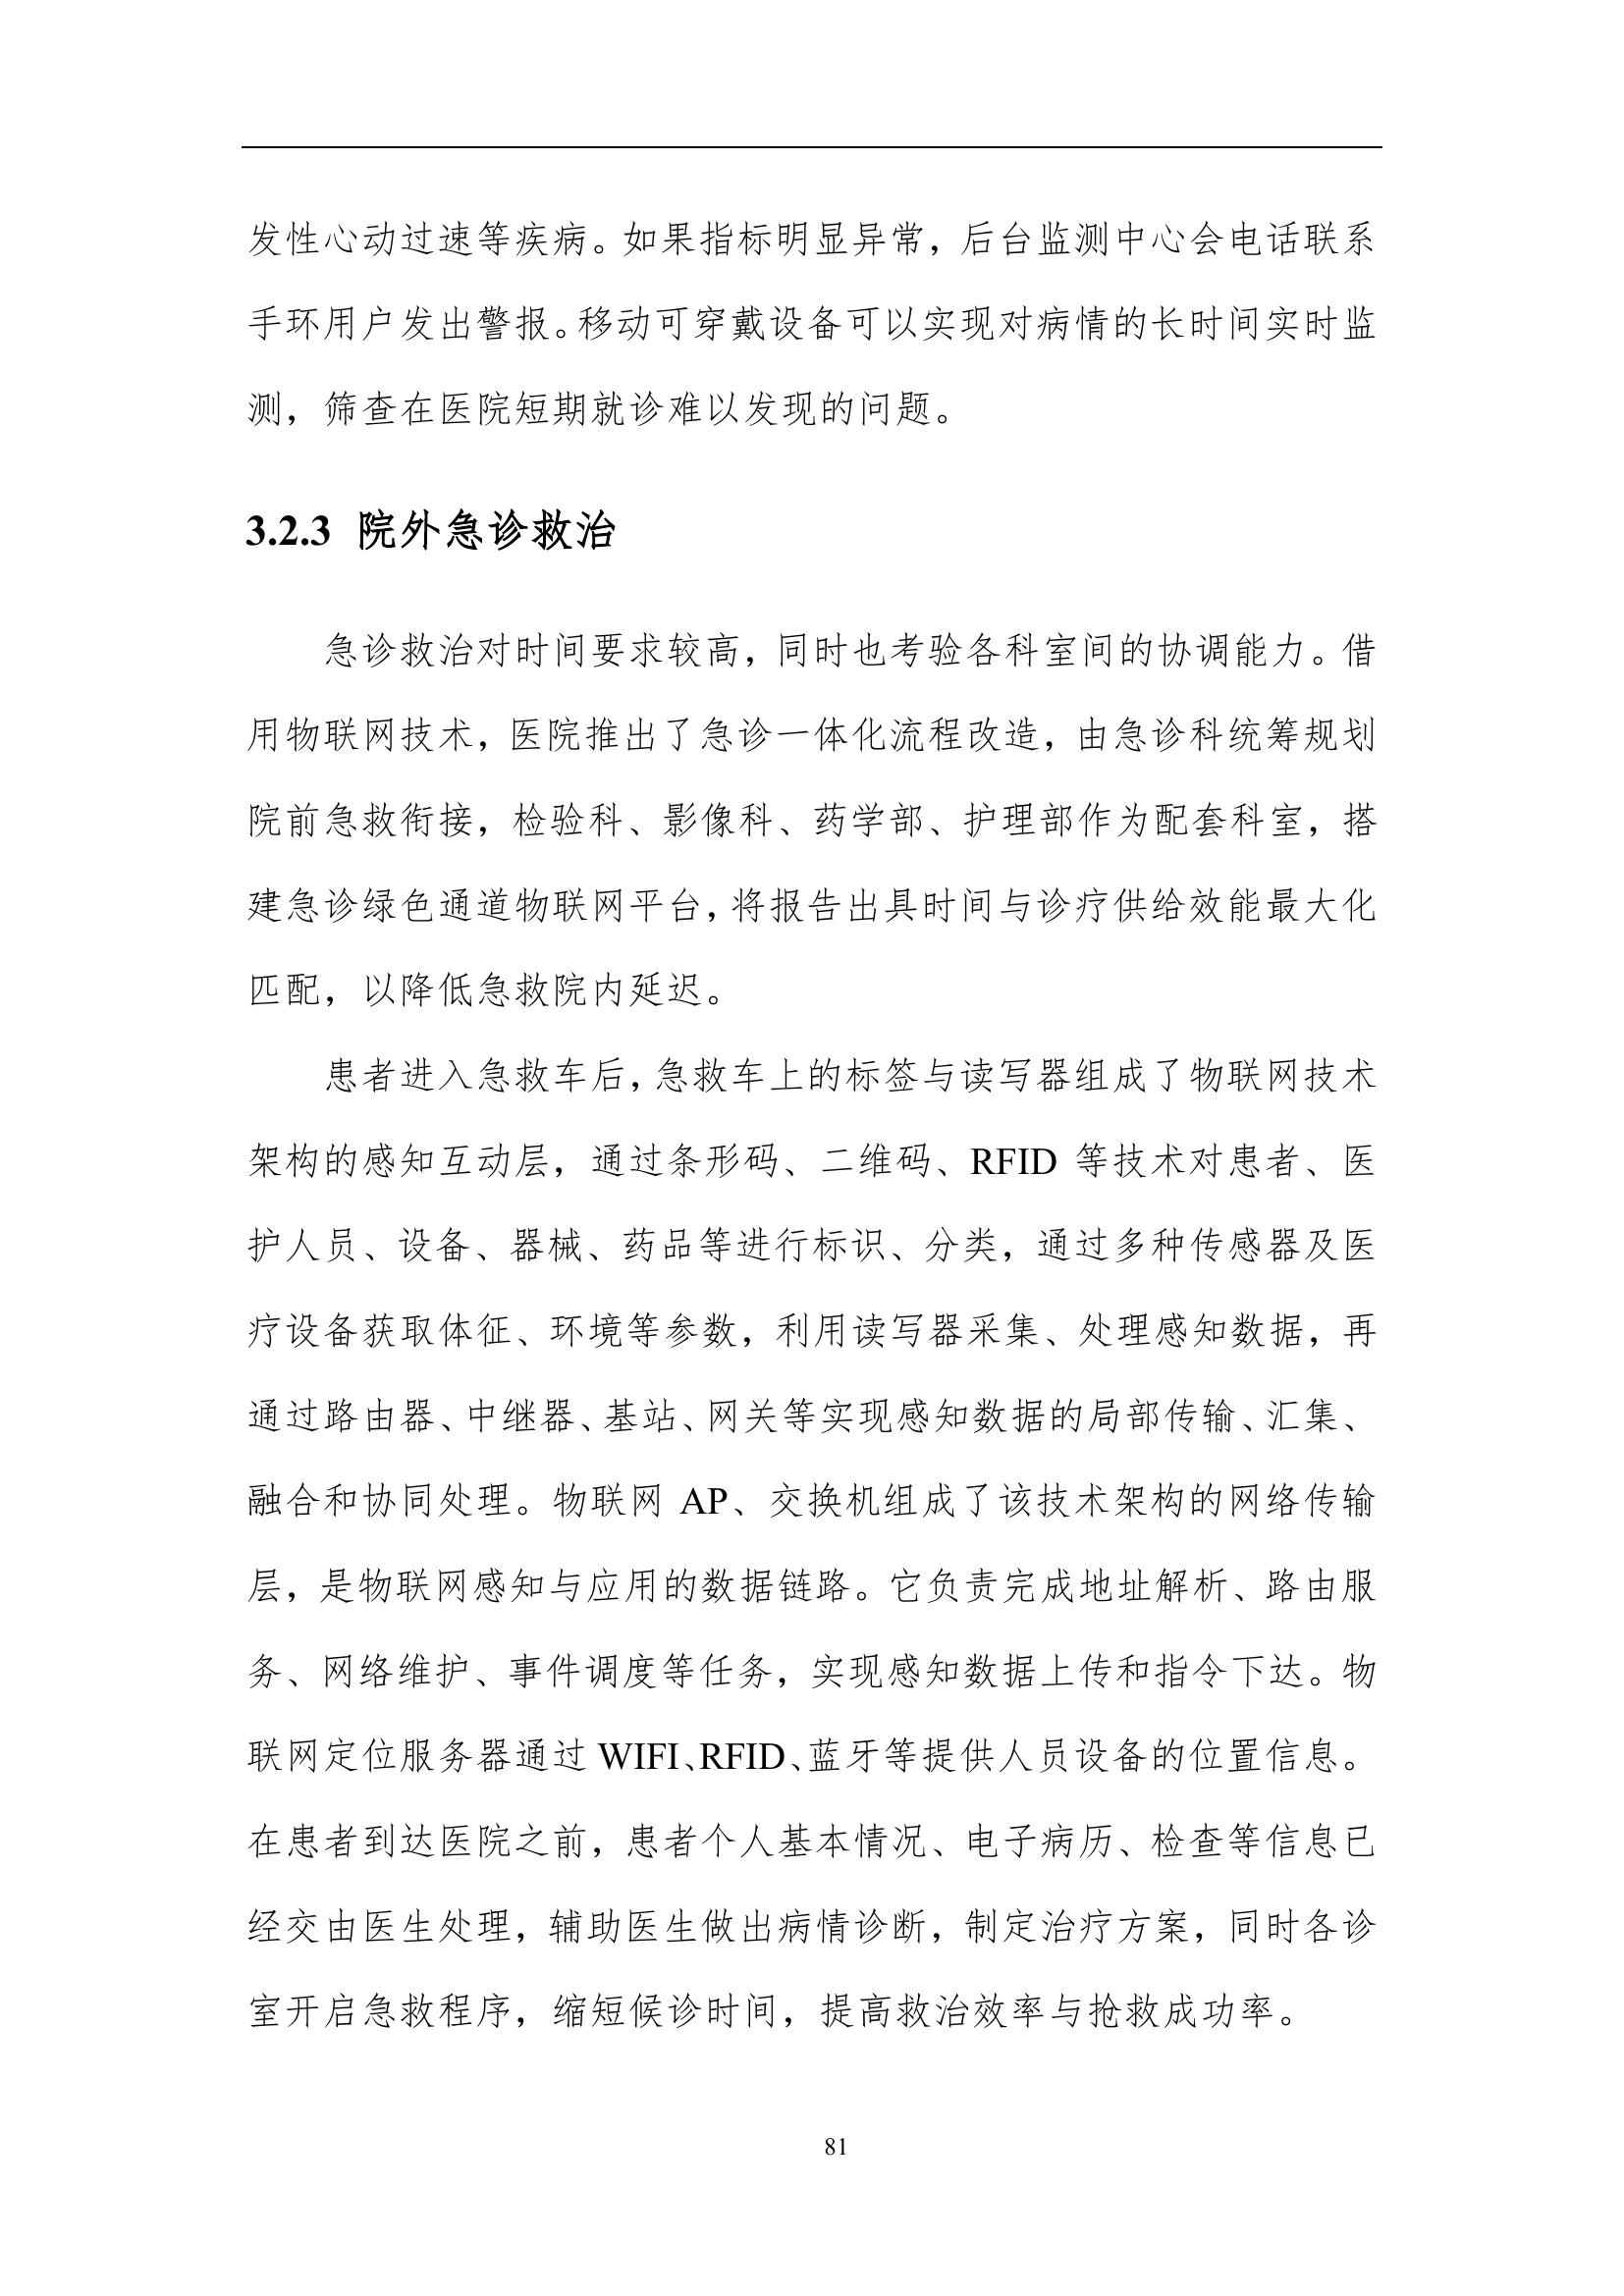 发性心动过速等疾病。如果指标明显异常，后台监测中心会电话联系
手环用户发出警报。移动可穿戴设备可以实现对病情的长时间实时监
测，筛查在医院短期就诊难以发现的问题。
3.2.3 院外急诊救治
急诊救治对时间要求较高，同时也考验各科室间的协调能力。借
用物联网技术，医院推出了急诊一体化流程改造，由急诊科统筹规划
院前急救衔接，检验科、影像科、药学部、护理部作为配套科室，搭
建急诊绿色通道物联网平台，将报告出具时间与诊疗供给效能最大化
匹配，以降低急救院内延迟。
患者进入急救车后，急救车上的标签与读写器组成了物联网技术
架构的感知互动层，通过条形码、二维码、RFID 等技术对患者、医
护人员、设备、器械、药品等进行标识、分类，通过多种传感器及医
疗设备获取体征、环境等参数，利用读写器采集、处理感知数据，再
通过路由器、中继器、基站、网关等实现感知数据的局部传输、汇集、
融合和协同处理。物联网 AP、交换机组成了该技术架构的网络传输
层，是物联网感知与应用的数据链路。它负责完成地址解析、路由服
务、网络维护、事件调度等任务，实现感知数据上传和指令下达。物
联网定位服务器通过 WIFI、RFID、蓝牙等提供人员设备的位置信息。
在患者到达医院之前，患者个人基本情况、电子病历、检查等信息已
经交由医生处理，辅助医生做出病情诊断，制定治疗方案，同时各诊
室开启急救程序，缩短候诊时间，提高救治效率与抢救成功率。
81